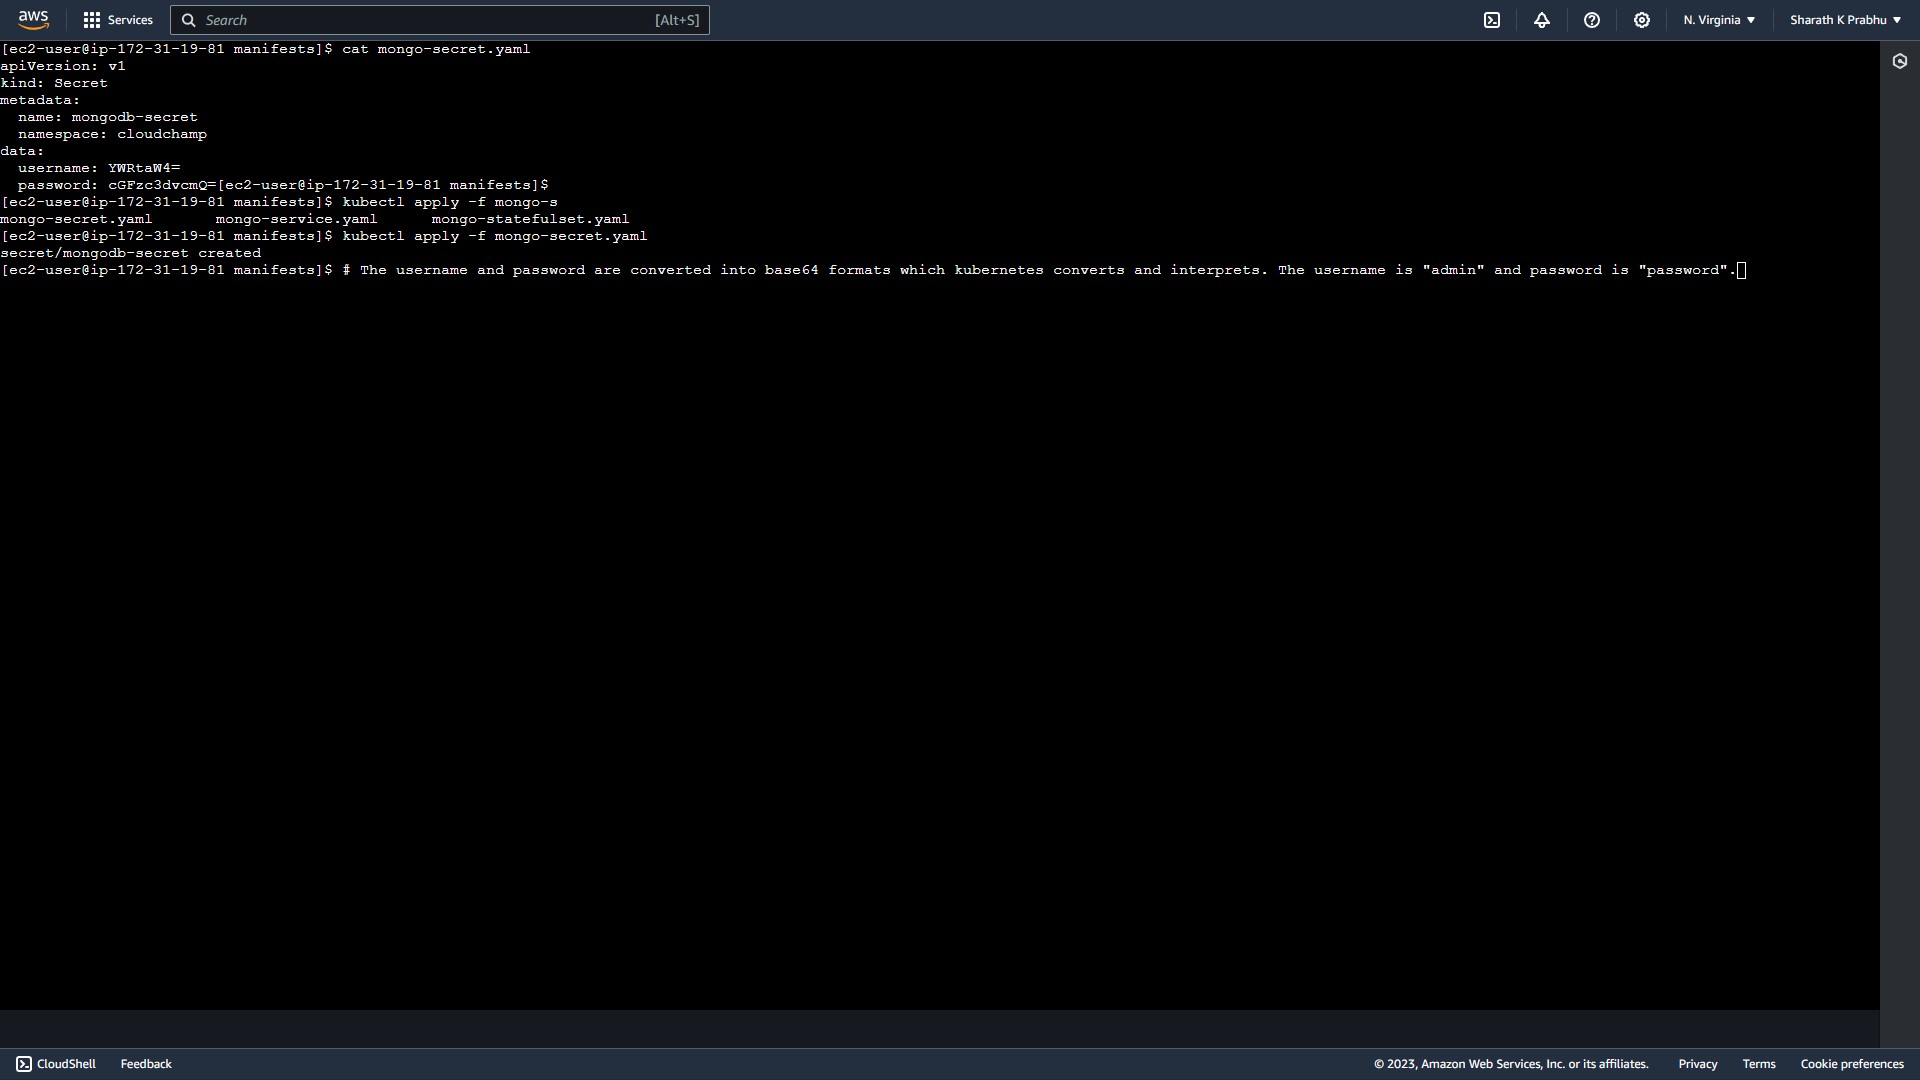 aws Services Search [Alt+S] N. Virginia Sharath K Prabhu
[ec2-user@ip-172-31-19-81 manifests]$ cat mongo-secret.yaml
apiVersion: v1
kind: Secret
metadata:
  name: mongodb-secret
  namespace: cloudchamp
data:
  username: YWRtaW4=
  password: cGFzc3dvcmQ=[ec2-user@ip-172-31-19-81 manifests]$
[ec2-user@ip-172-31-19-81 manifests]$ kubectl apply -f mongo-s
mongo-secret.yaml       mongo-service.yaml      mongo-statefulset.yaml
[ec2-user@ip-172-31-19-81 manifests]$ kubectl apply -f mongo-secret.yaml
secret/mongodb-secret created
[ec2-user@ip-172-31-19-81 manifests]$ # The username and password are converted into base64 formats which kubernetes converts and interprets. The username is "admin" and password is "password".
CloudShell Feedback © 2023, Amazon Web Services, Inc. or its affiliates. Privacy Terms Cookie preferences